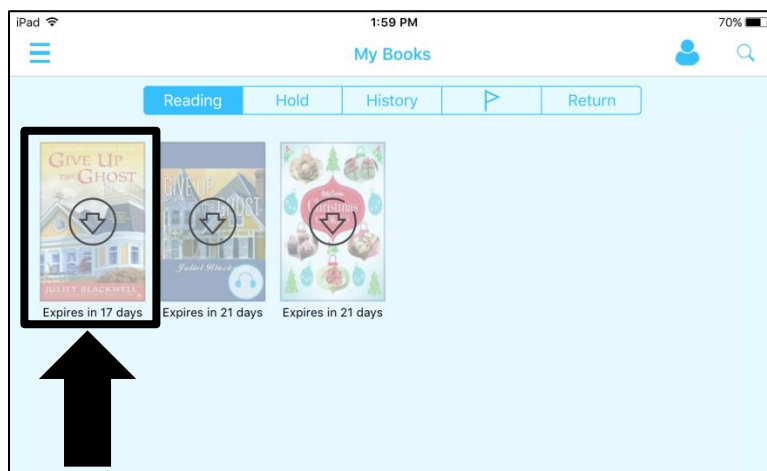 iPad 1:59 PM 70%
My Books
Reading Hold History Return
GIVE UP
THE GHOST
JULIET BLACKWELL
GIVE UP
THE GHOST
Juliet Black
Christmas
Expires in 17 days Expires in 21 days Expires in 21 days